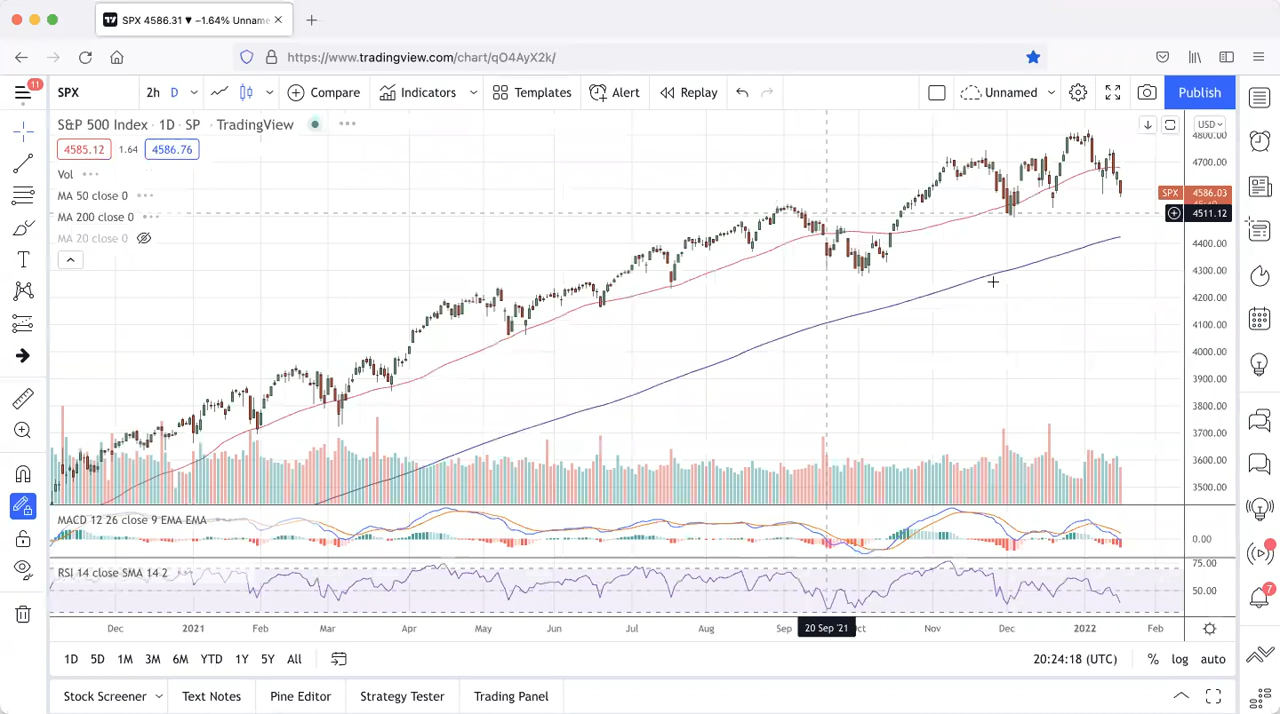 SPX 4586.31 ▼ −1.64% Unname
https://www.tradingview.com/chart/qO4AyX2k/
11
SPX 2h D Compare Indicators Templates Alert Replay Unnamed Publish
S&P 500 Index · 1D · SP · TradingView
USD
4585.12 1.64 4586.76
Vol
MA 50 close 0
MA 200 close 0
MA 20 close 0
4800.00
4700.00
SPX 4586.03
4511.12
4400.00
4300.00
4200.00
4100.00
4000.00
3900.00
3800.00
3700.00
3600.00
3500.00
MACD 12 26 close 9 EMA EMA
0.00
RSI 14 close SMA 14 2
75.00
50.00
7
Dec 2021 Feb Mar Apr May Jun Jul Aug Sep 20 Sep '21 Nov Dec 2022 Feb
1D 5D 1M 3M 6M YTD 1Y 5Y All 20:24:18 (UTC) % log auto
Stock Screener Text Notes Pine Editor Strategy Tester Trading Panel